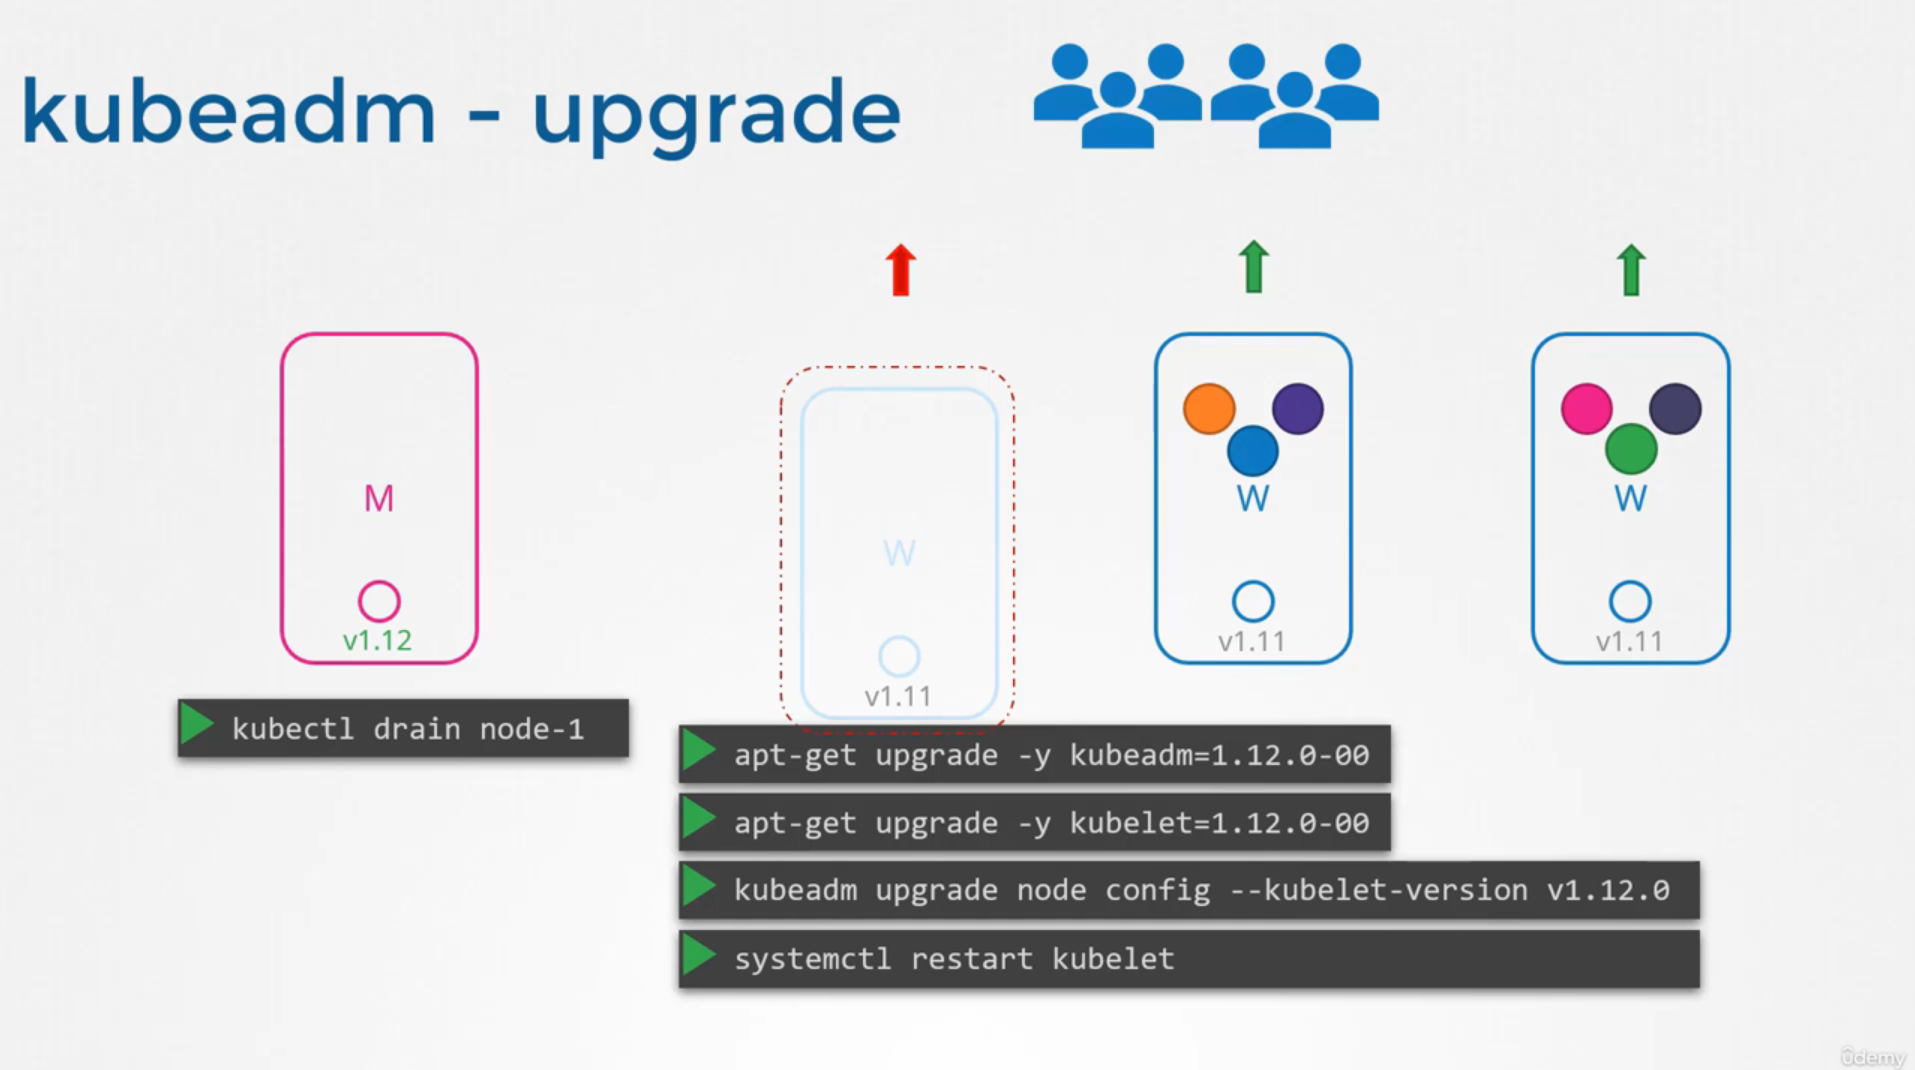 kubeadm - upgrade
M
v1.12
W
v1.11
W
v1.11
W
v1.11
kubectl drain node-1
apt-get upgrade -y kubeadm=1.12.0-00
apt-get upgrade -y kubelet=1.12.0-00
kubeadm upgrade node config --kubelet-version v1.12.0
systemctl restart kubelet
ûdemy